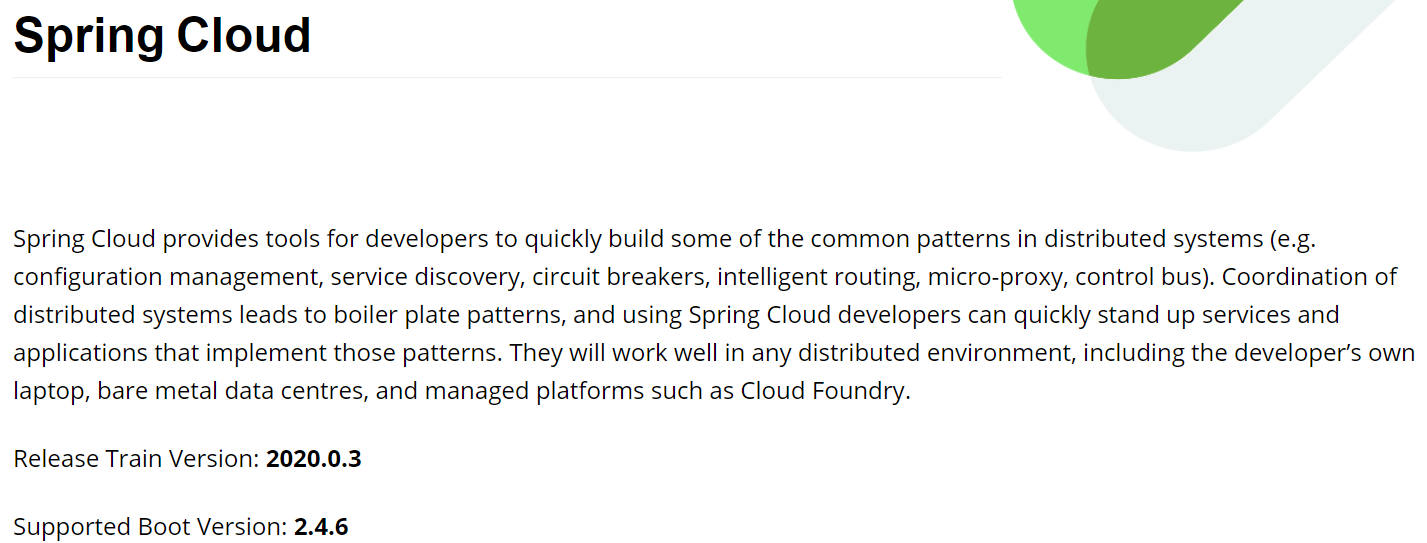 Spring Cloud
Spring Cloud provides tools for developers to quickly build some of the common patterns in distributed systems (e.g.
configuration management, service discovery, circuit breakers, intelligent routing, micro-proxy, control bus). Coordination of
distributed systems leads to boiler plate patterns, and using Spring Cloud developers can quickly stand up services and
applications that implement those patterns. They will work well in any distributed environment, including the developer’s own
laptop, bare metal data centres, and managed platforms such as Cloud Foundry.
Release Train Version: 2020.0.3
Supported Boot Version: 2.4.6